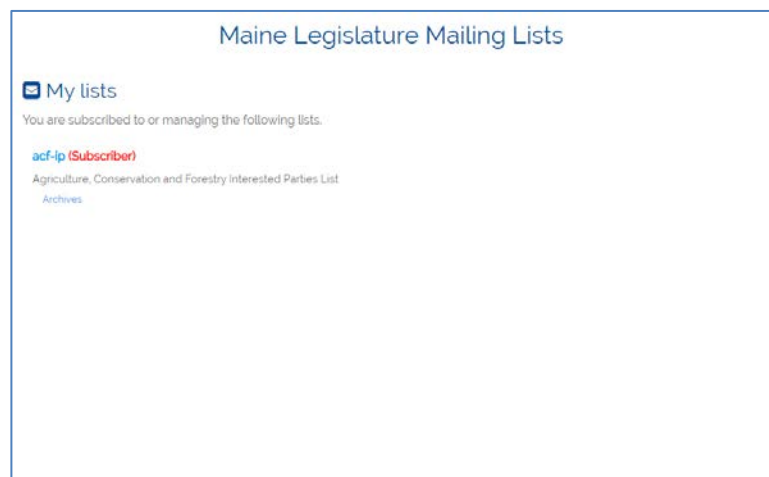 Maine Legislature Mailing Lists
My lists
You are subscribed to or managing the following lists.
acf-ip (Subscriber)
Agriculture, Conservation and Forestry Interested Parties List
Archives